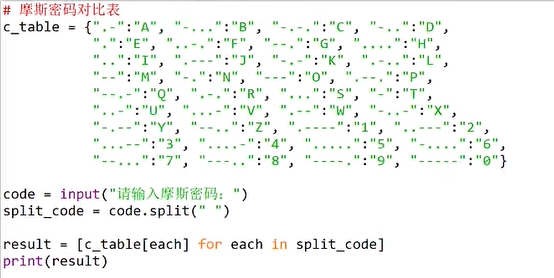 # 摩斯密码对比表
c_table = {".-":"A", "-...":"B", "-.-.":"C", "-..":"D",
".":"E", "..-.":"F", "--.":"G", "....":"H",
"..":"I", ".---":"J", "-.-":"K", ".-..":"L",
"--":"M", "-.":"N", "---":"O", ".--.":"P",
"--.-":"Q", ".-.":"R", "...":"S", "-":"T",
"..-":"U", "...-":"V", ".--":"W", "-..-":"X",
"-.--":"Y", "--..":"Z", ".----":"1", "..---":"2",
"...--":"3", "....-":"4", ".....":"5", "-....":"6",
"--...":"7", "---..":"8", "----.":"9", "-----":"0"}
code = input("请输入摩斯密码：")
split_code = code.split(" ")
result = [c_table[each] for each in split_code]
print(result)